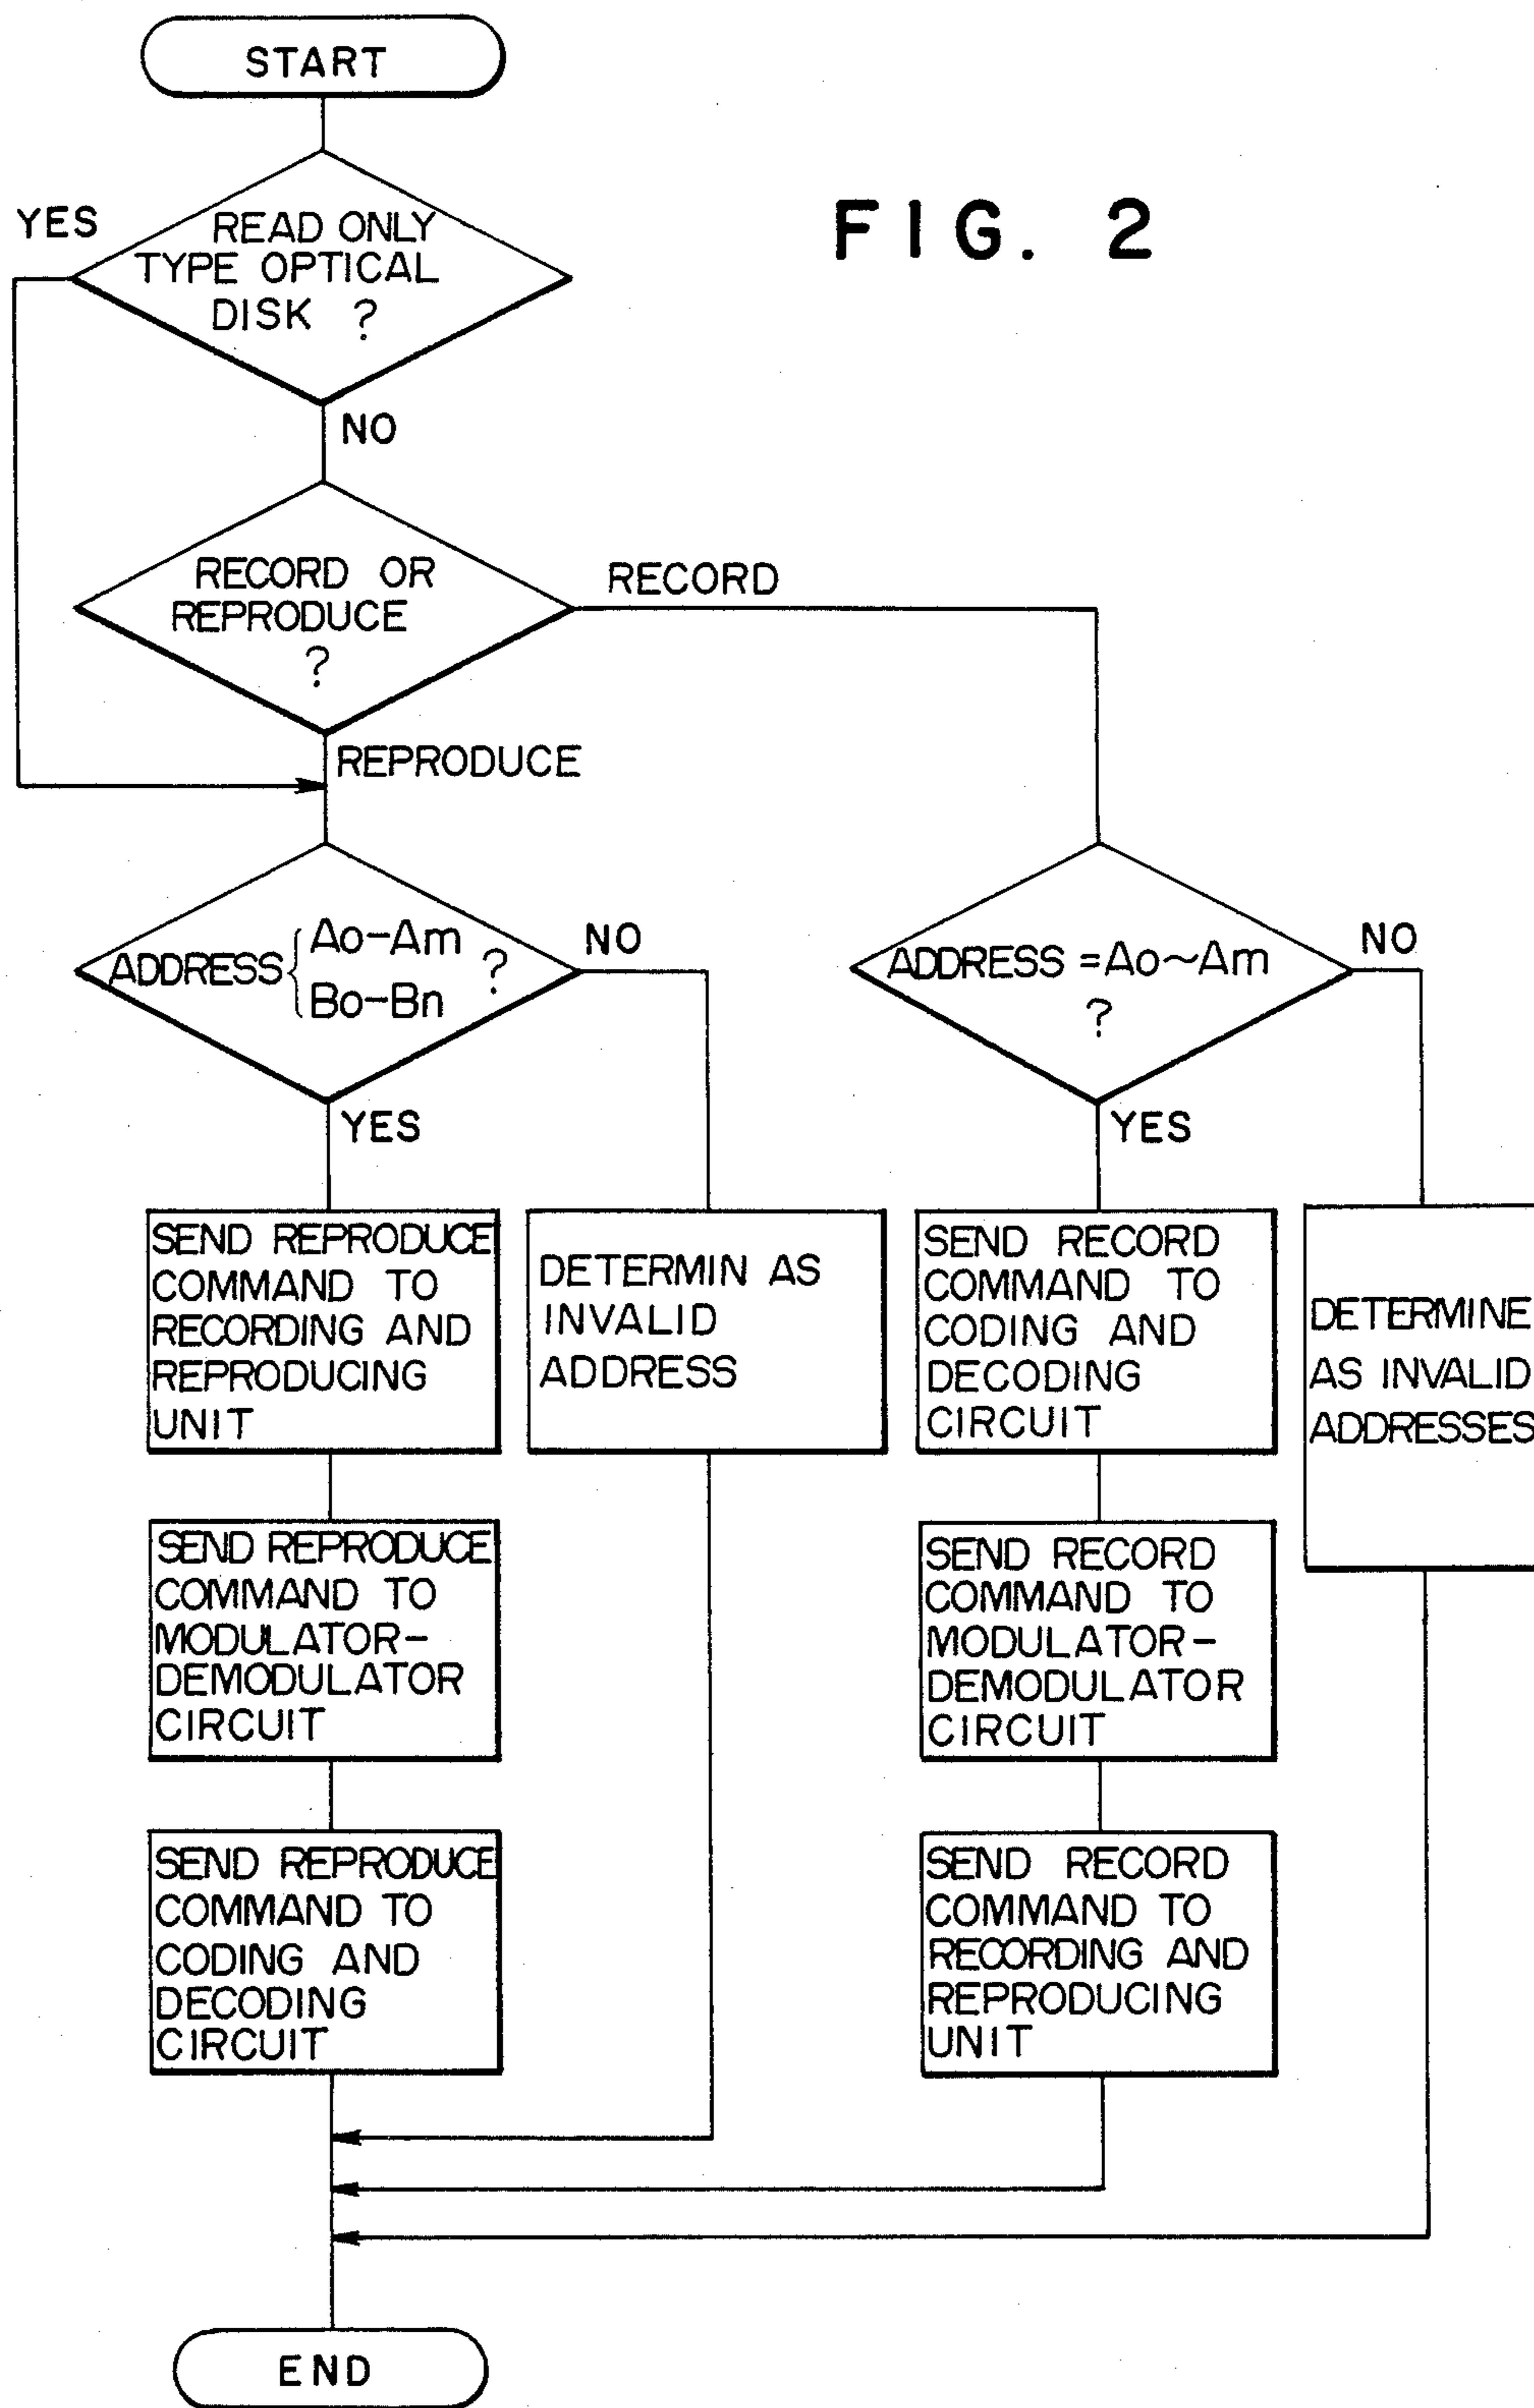 START
FIG. 2
YES
READ ONLY
TYPE OPTICAL
DISK ?
NO
RECORD OR
REPRODUCE
?
RECORD
REPRODUCE
ADDRESS { Ao-Am
Bo-Bn ?
NO
ADDRESS =Ao~Am
?
NO
YES
YES
SEND REPRODUCE
COMMAND TO
RECORDING AND
REPRODUCING
UNIT
DETERMIN AS
INVALID
ADDRESS
SEND RECORD
COMMAND TO
CODING AND
DECODING
CIRCUIT
DETERMINE
AS INVALID
ADDRESSES
SEND REPRODUCE
COMMAND TO
MODULATOR-
DEMODULATOR
CIRCUIT
SEND RECORD
COMMAND TO
MODULATOR-
DEMODULATOR
CIRCUIT
SEND REPRODUCE
COMMAND TO
CODING AND
DECODING
CIRCUIT
SEND RECORD
COMMAND TO
RECORDING AND
REPRODUCING
UNIT
END